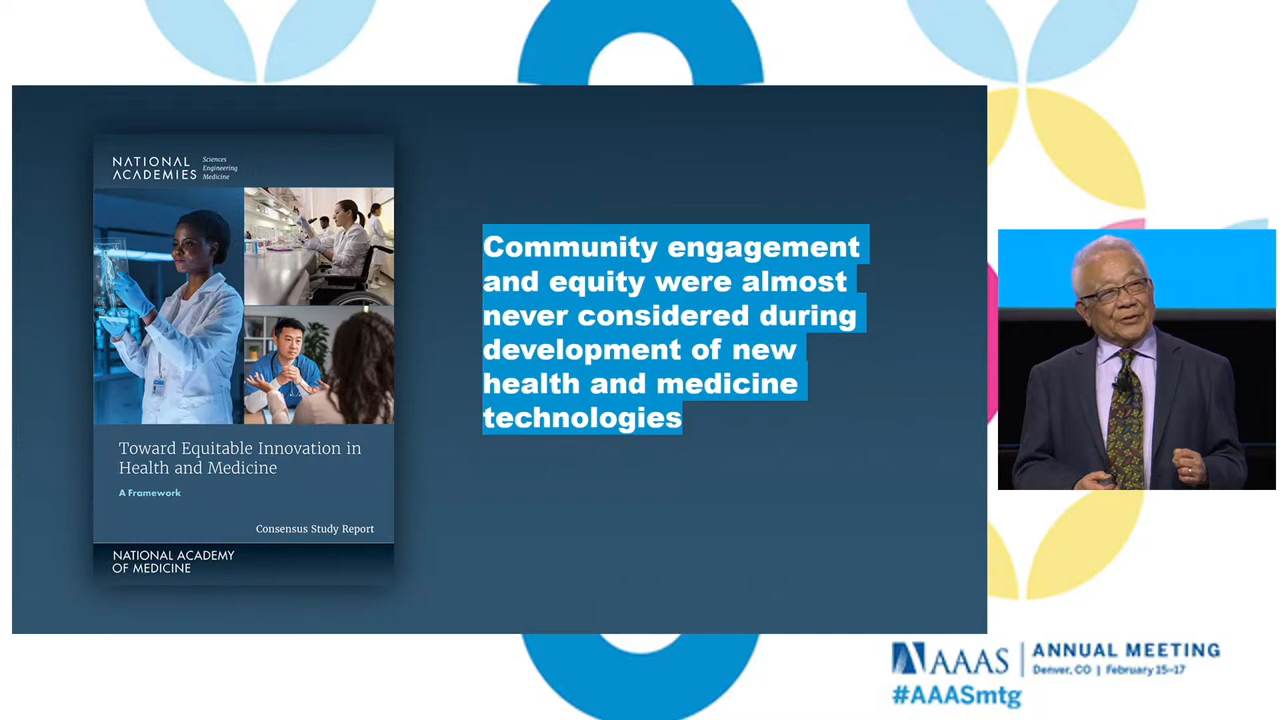 NATIONAL
ACADEMIES
Sciences
Engineering
Medicine
Toward Equitable Innovation in
Health and Medicine
A Framework
Consensus Study Report
NATIONAL ACADEMY
OF MEDICINE
Community engagement
and equity were almost
never considered during
development of new
health and medicine
technologies
AAAS
ANNUAL MEETING
Denver, CO | February 15–17
#AAASmtg